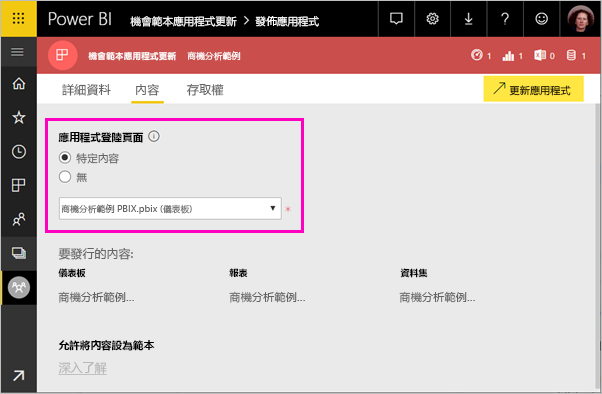 Power BI 機會範本應用程式更新 > 發佈應用程式
機會範本應用程式更新 商機分析範例 1 1 0 1
詳細資料 內容 存取權 更新應用程式
應用程式登陸頁面
特定內容
無
商機分析範例 PBIX.pbix (儀表板) *
要發行的內容:
儀表板 報表 資料集
商機分析範例... 商機分析範例... 商機分析範例...
允許將內容設為範本
深入了解